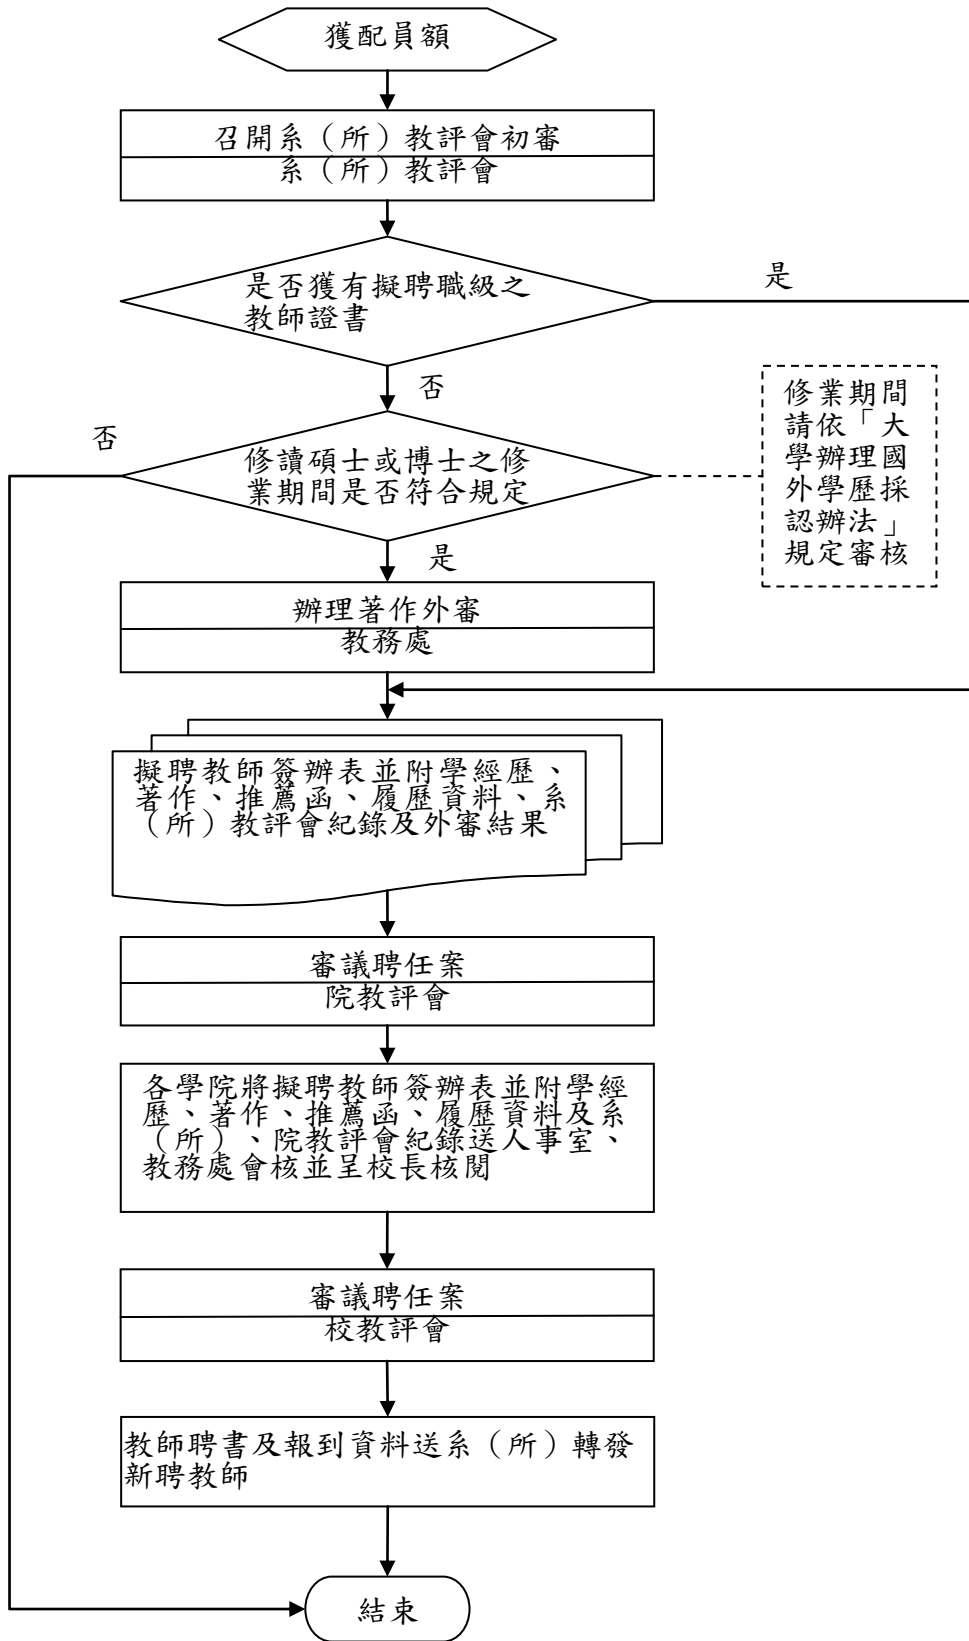 獲配員額
召開系（所）教評會初審
系（所）教評會
是否獲有擬聘職級之
教師證書
是
否
修讀碩士或博士之修
業期間是否符合規定
否
修業期間
請依「大
學辦理國
外學歷採
認辦法」
規定審核
是
辦理著作外審
教務處
擬聘教師簽辦表並附學經歷、
著作、推薦函、履歷資料、系
（所）教評會紀錄及外審結果
審議聘任案
院教評會
各學院將擬聘教師簽辦表並附學經
歷、著作、推薦函、履歷資料及系
（所）、院教評會紀錄送人事室、
教務處會核並呈校長核閱
審議聘任案
校教評會
教師聘書及報到資料送系（所）轉發
新聘教師
結束